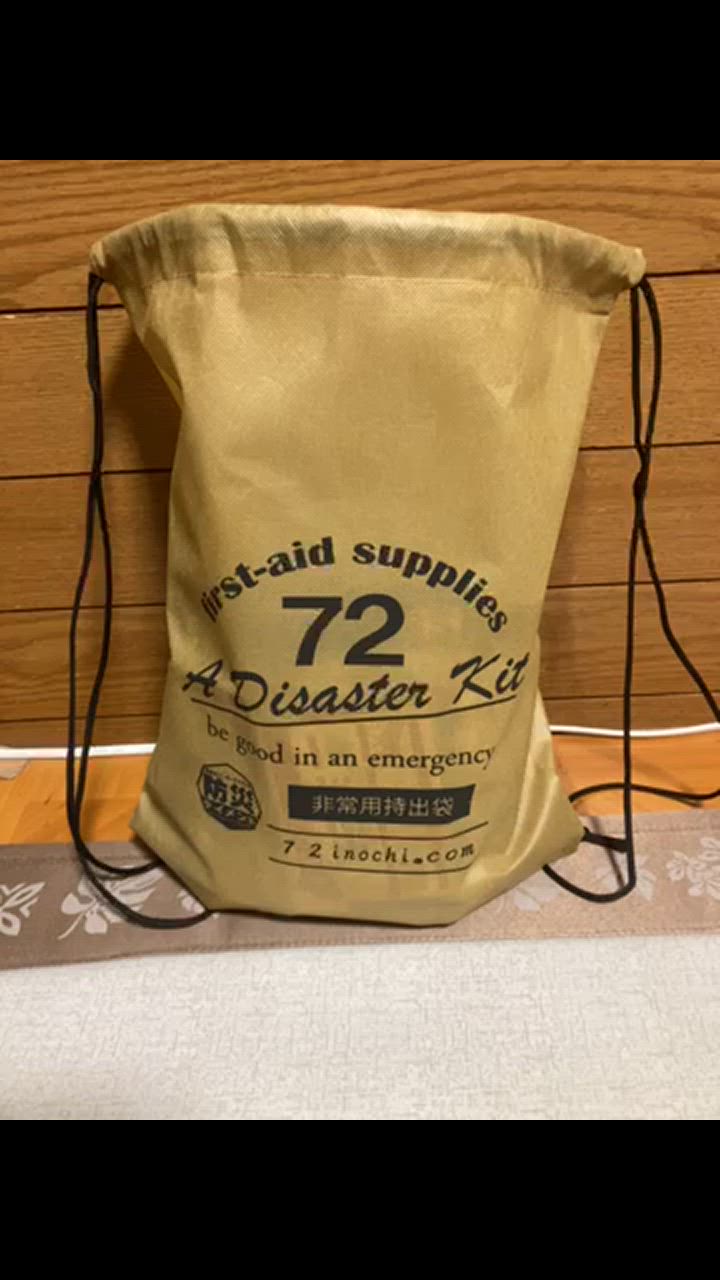 first-aid supplies
72
A Disaster Kit
be good in an emergency
防災
非常用持出袋
72inochi.com